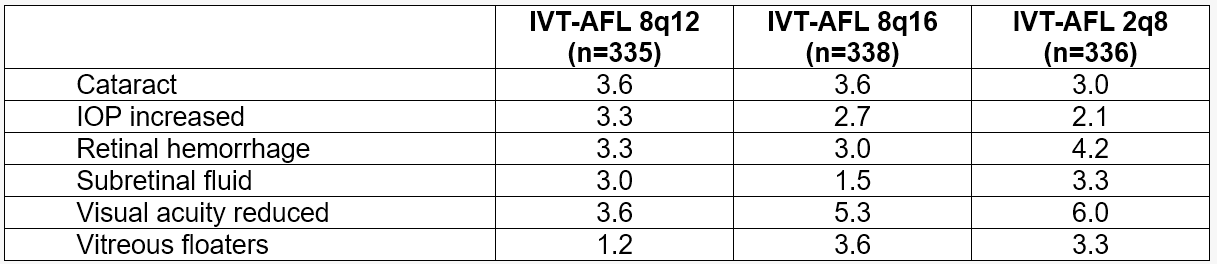 IVT-AFL 8q12 IVT-AFL 8q16 IVT-AFL 2q8
(n=335) (n=338) (n=336)
Cataract 3.6 3.6 3.0
IOP increased 3.3 2.7 2.1
Retinal hemorrhage 3.3 3.0 4.2
Subretinal fluid 3.0 1.5 3.3
Visual acuity reduced 3.6 5.3 6.0
Vitreous floaters 1.2 3.6 3.3